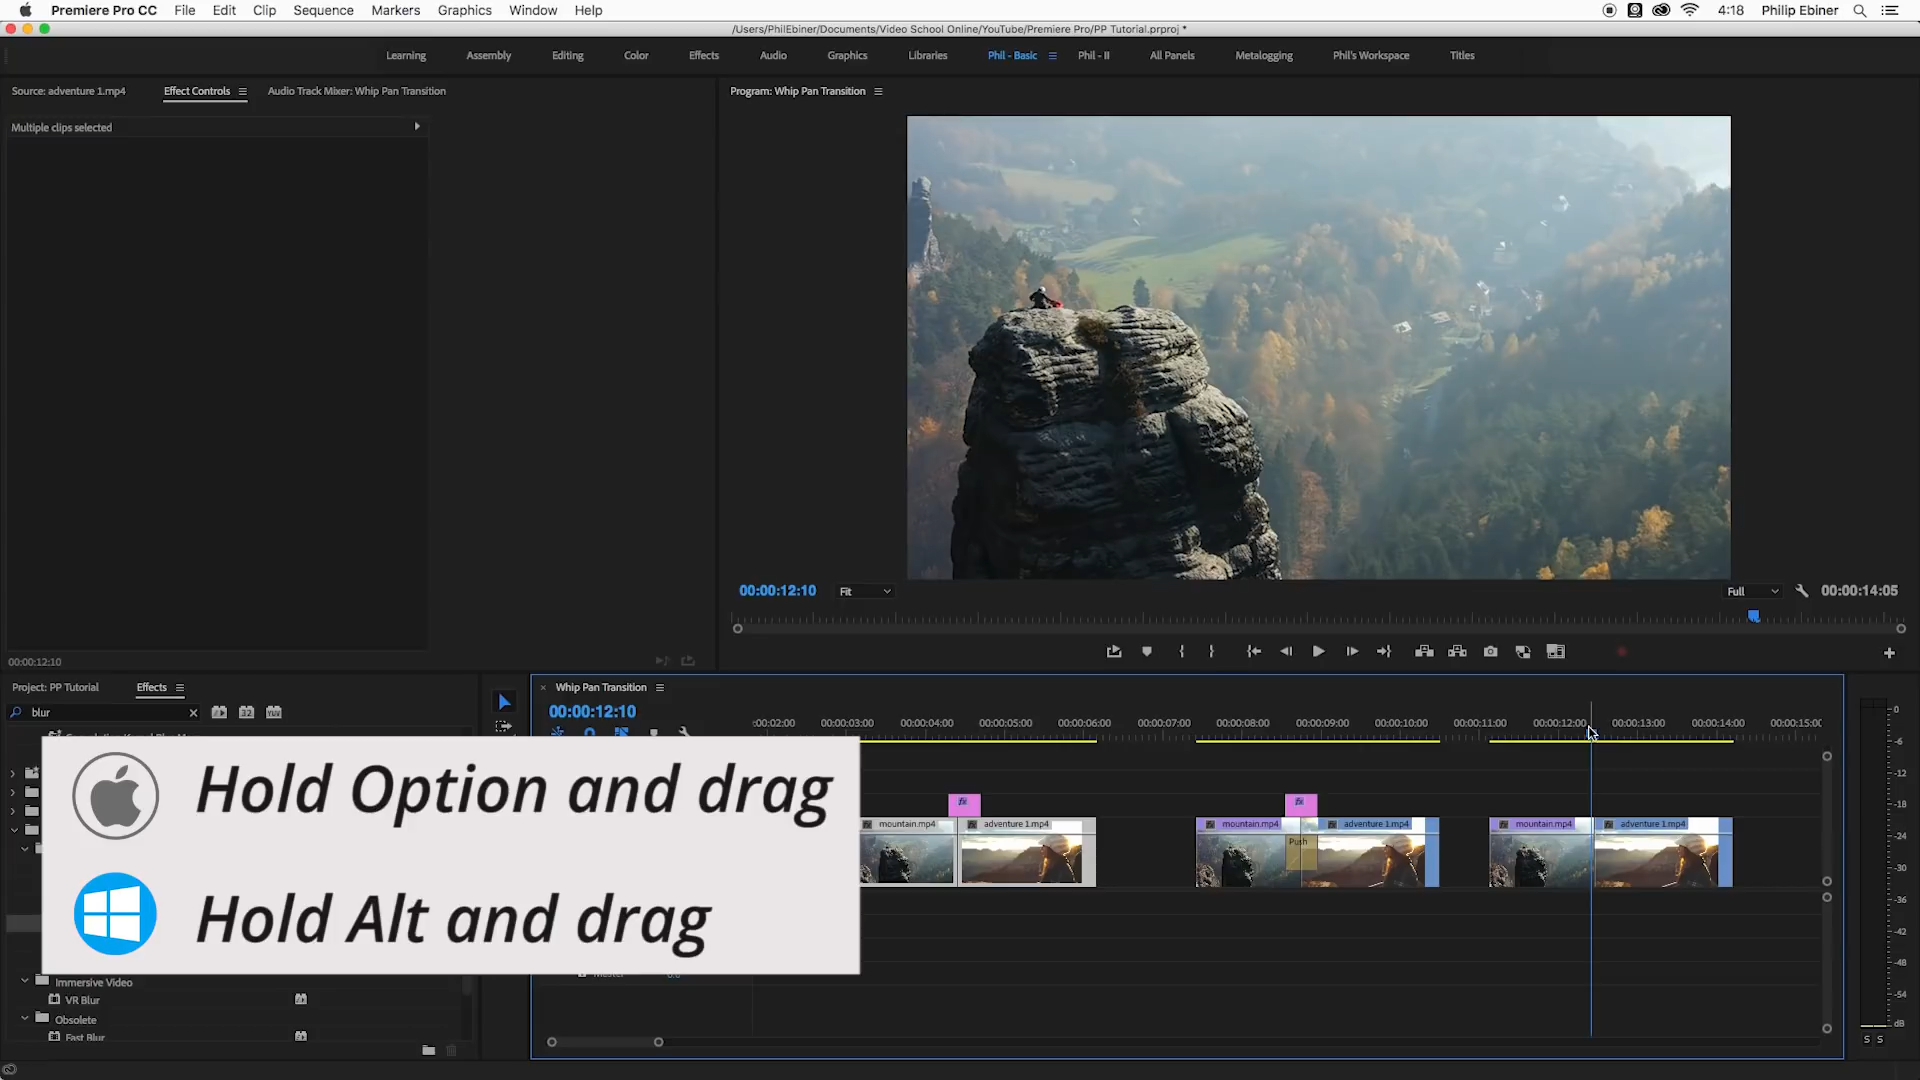 Premiere Pro CC File Edit Clip Sequence Markers Graphics Window Help 4:18 Philip Ebiner
/Users/PhilEbiner/Documents/Video School Online/YouTube/Premiere Pro/PP Tutorial.prproj *
Learning Assembly Editing Color Effects Audio Graphics Libraries Phil - Basic Phil - II All Panels Metalogging Phil's Workspace Titles
Source: adventure 1.mp4 Effect Controls Audio Track Mixer: Whip Pan Transition
Program: Whip Pan Transition
Multiple clips selected
00:00:12:10 Fit Full 00:00:14:05
00:00:12:10
Project: PP Tutorial Effects
blur
Whip Pan Transition
00:00:12:10
:00:02:00 00:00:03:00 00:00:04:00 00:00:05:00 00:00:06:00 00:00:07:00 00:00:08:00 00:00:09:00 00:00:10:00 00:00:11:00 00:00:12:00 00:00:13:00 00:00:14:00 00:00:15:00
Hold Option and drag
Hold Alt and drag
fx fx
mountain.mp4 adventure 1.mp4 mountain.mp4 adventure 1.mp4 mountain.mp4 adventure 1.mp4
Push
Immersive Video
VR Blur
Obsolete
Fast Blur
0
-6
-12
-18
-24
-30
-36
-42
-48
-54
dB
S S